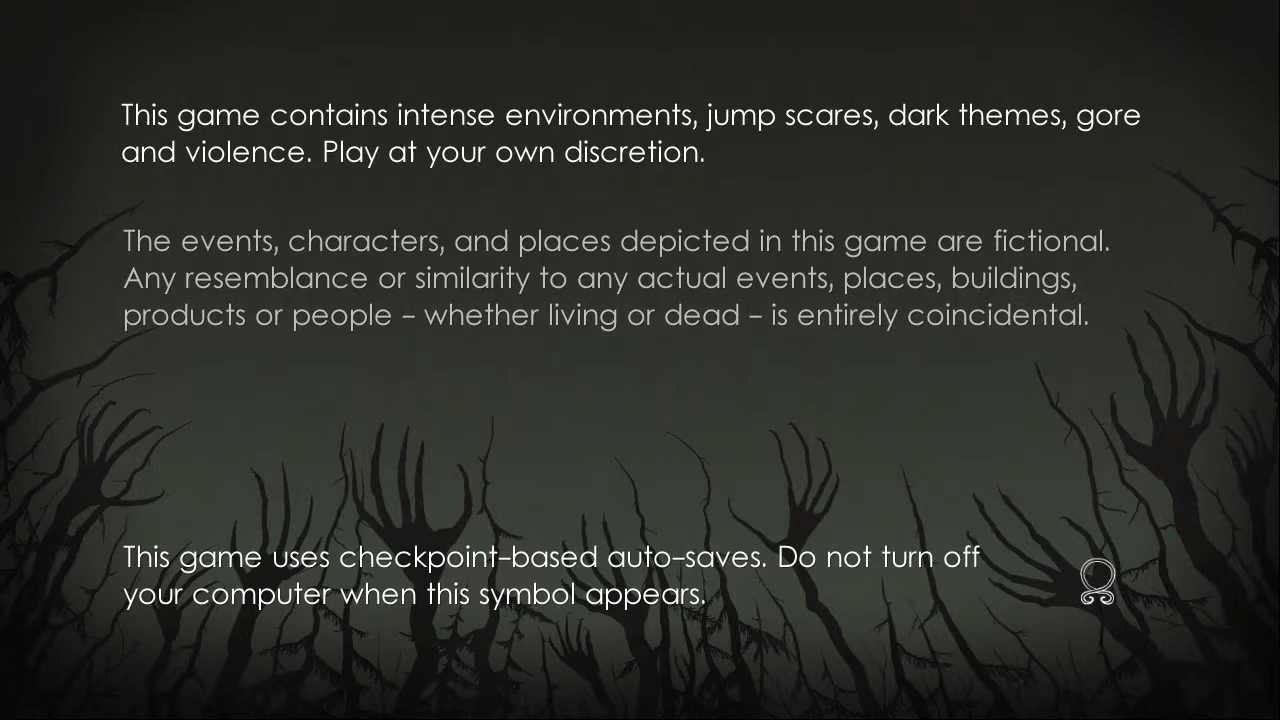 This game contains intense environments, jump scares, dark themes, gore
and violence. Play at your own discretion.
The events, characters, and places depicted in this game are fictional.
Any resemblance or similarity to any actual events, places, buildings,
products or people – whether living or dead – is entirely coincidental.
This game uses checkpoint-based auto-saves. Do not turn off
your computer when this symbol appears.